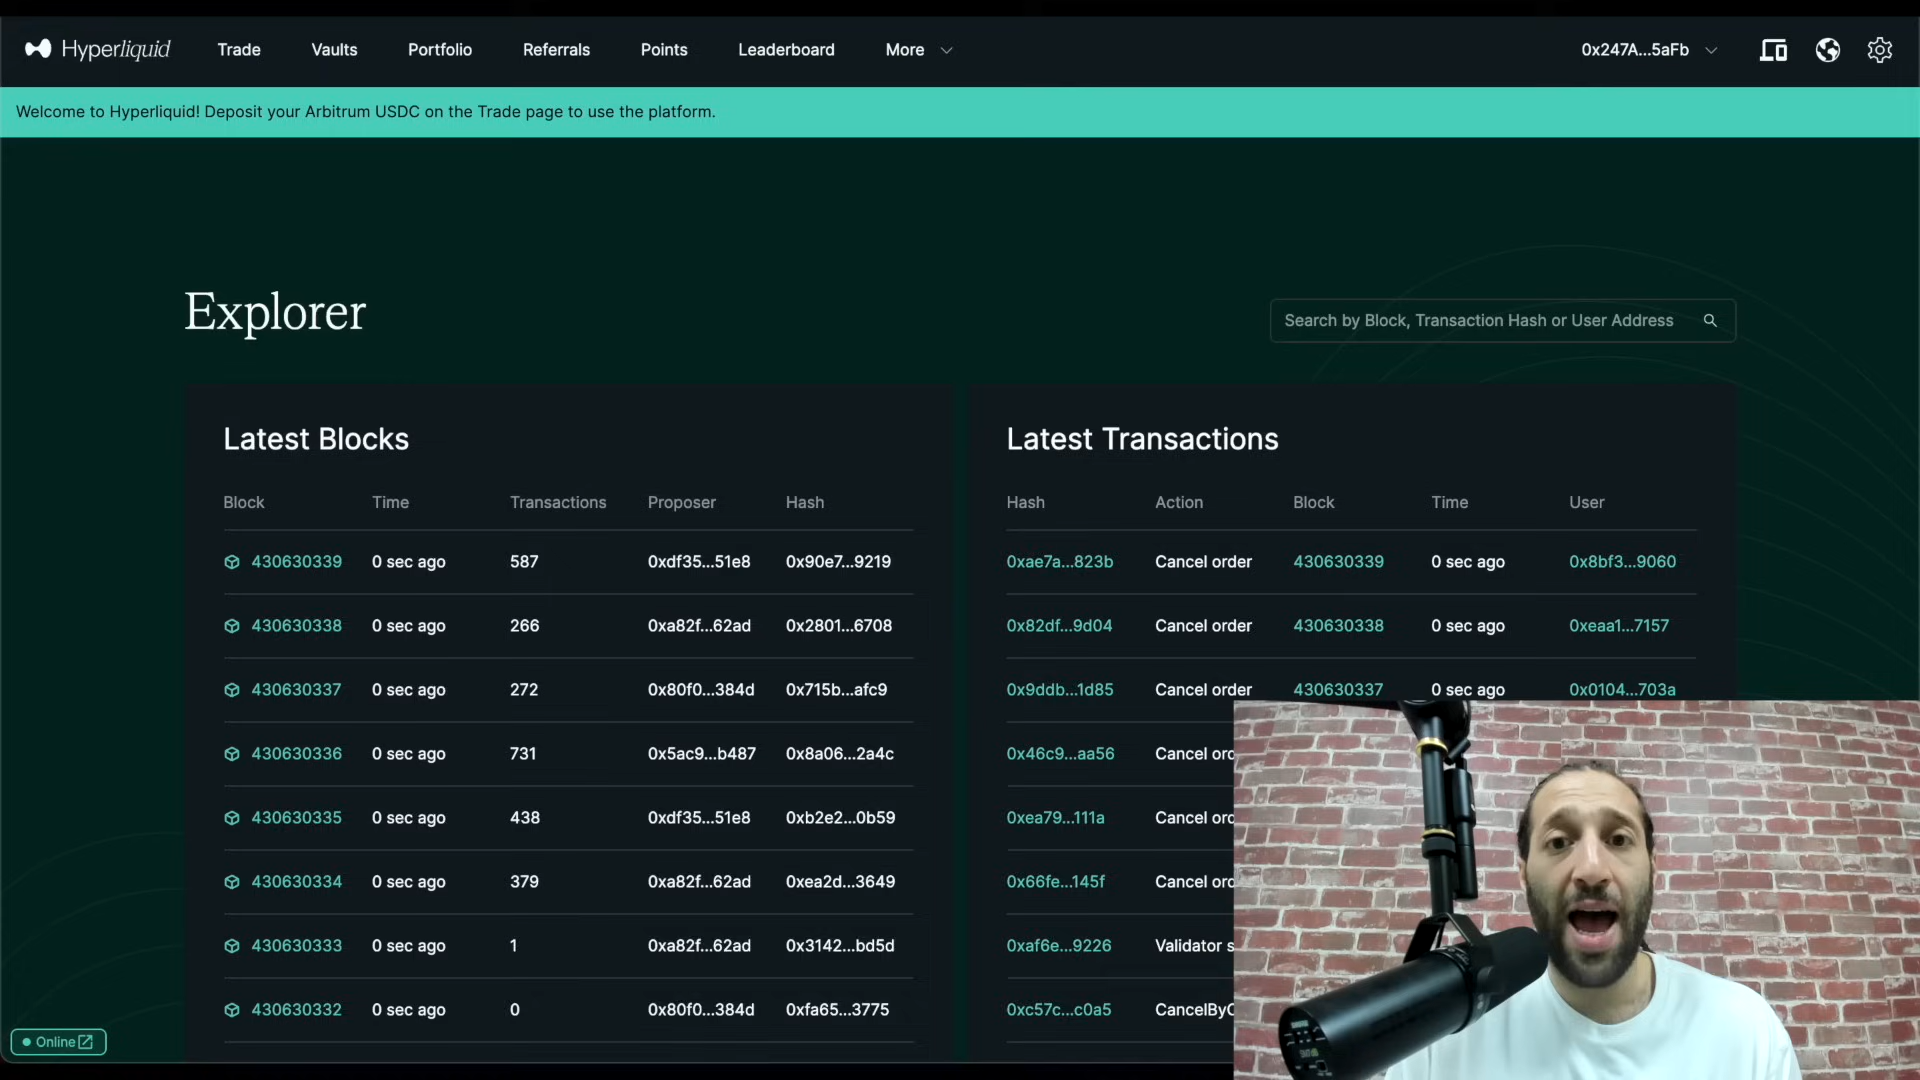 Hyperliquid Trade Vaults Portfolio Referrals Points Leaderboard More 0x247A...5aFb
Welcome to Hyperliquid! Deposit your Arbitrum USDC on the Trade page to use the platform.
Explorer
Search by Block, Transaction Hash or User Address
Latest Blocks
Block Time Transactions Proposer Hash
430630339 0 sec ago 587 0xdf35...51e8 0x90e7...9219
430630338 0 sec ago 266 0xa82f...62ad 0x2801...6708
430630337 0 sec ago 272 0x80f0...384d 0x715b...afc9
430630336 0 sec ago 731 0x5ac9...b487 0x8a06...2a4c
430630335 0 sec ago 438 0xdf35...51e8 0xb2e2...0b59
430630334 0 sec ago 379 0xa82f...62ad 0xea2d...3649
430630333 0 sec ago 1 0xa82f...62ad 0x3142...bd5d
430630332 0 sec ago 0 0x80f0...384d 0xfa65...3775
Latest Transactions
Hash Action Block Time User
0xae7a...823b Cancel order 430630339 0 sec ago 0x8bf3...9060
0x82df...9d04 Cancel order 430630338 0 sec ago 0xeaa1...7157
0x9ddb...1d85 Cancel order 430630337 0 sec ago 0x0104...703a
0x46c9...aa56 Cancel ord
0xea79...111a Cancel ord
0x66fe...145f Cancel ord
0xaf6e...9226 Validator s
0xc57c...c0a5 CancelByC
Online